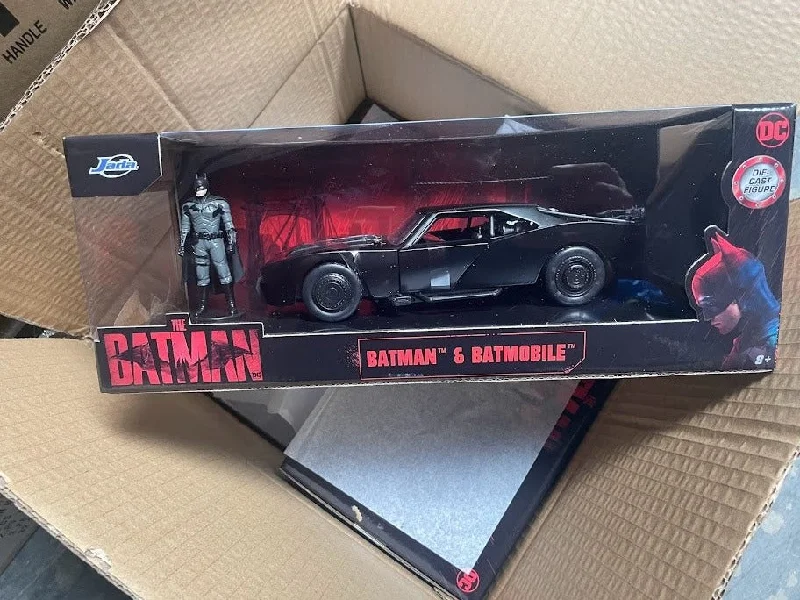 HANDLE
Jada
DC
DIE
CAST
FIGURE
THE
BATMAN
DC
BATMAN™ & BATMOBILE™
8+